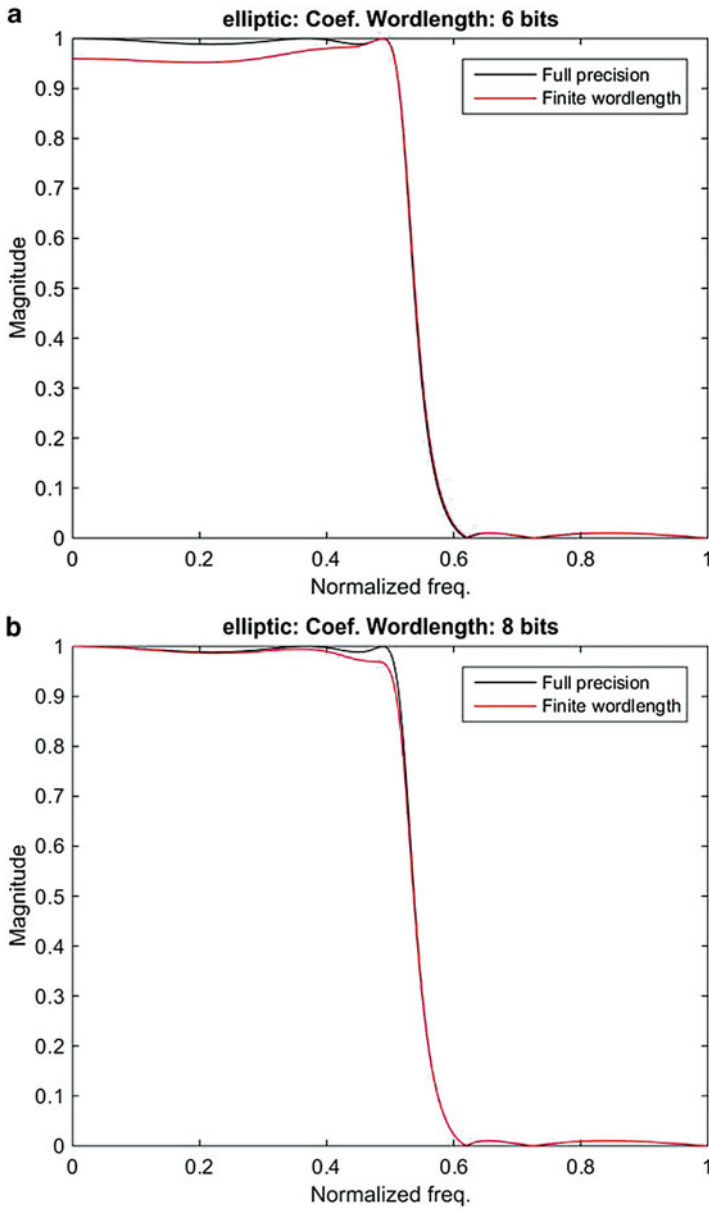 a
elliptic: Coef. Wordlength: 6 bits
1
0.9
0.8
0.7
0.6
0.5
0.4
0.3
0.2
0.1
0
Magnitude
Full precision
Finite wordlength
0
0.2
0.4
0.6
0.8
1
Normalized freq.
b
elliptic: Coef. Wordlength: 8 bits
1
0.9
0.8
0.7
0.6
0.5
0.4
0.3
0.2
0.1
0
Magnitude
Full precision
Finite wordlength
0
0.2
0.4
0.6
0.8
1
Normalized freq.